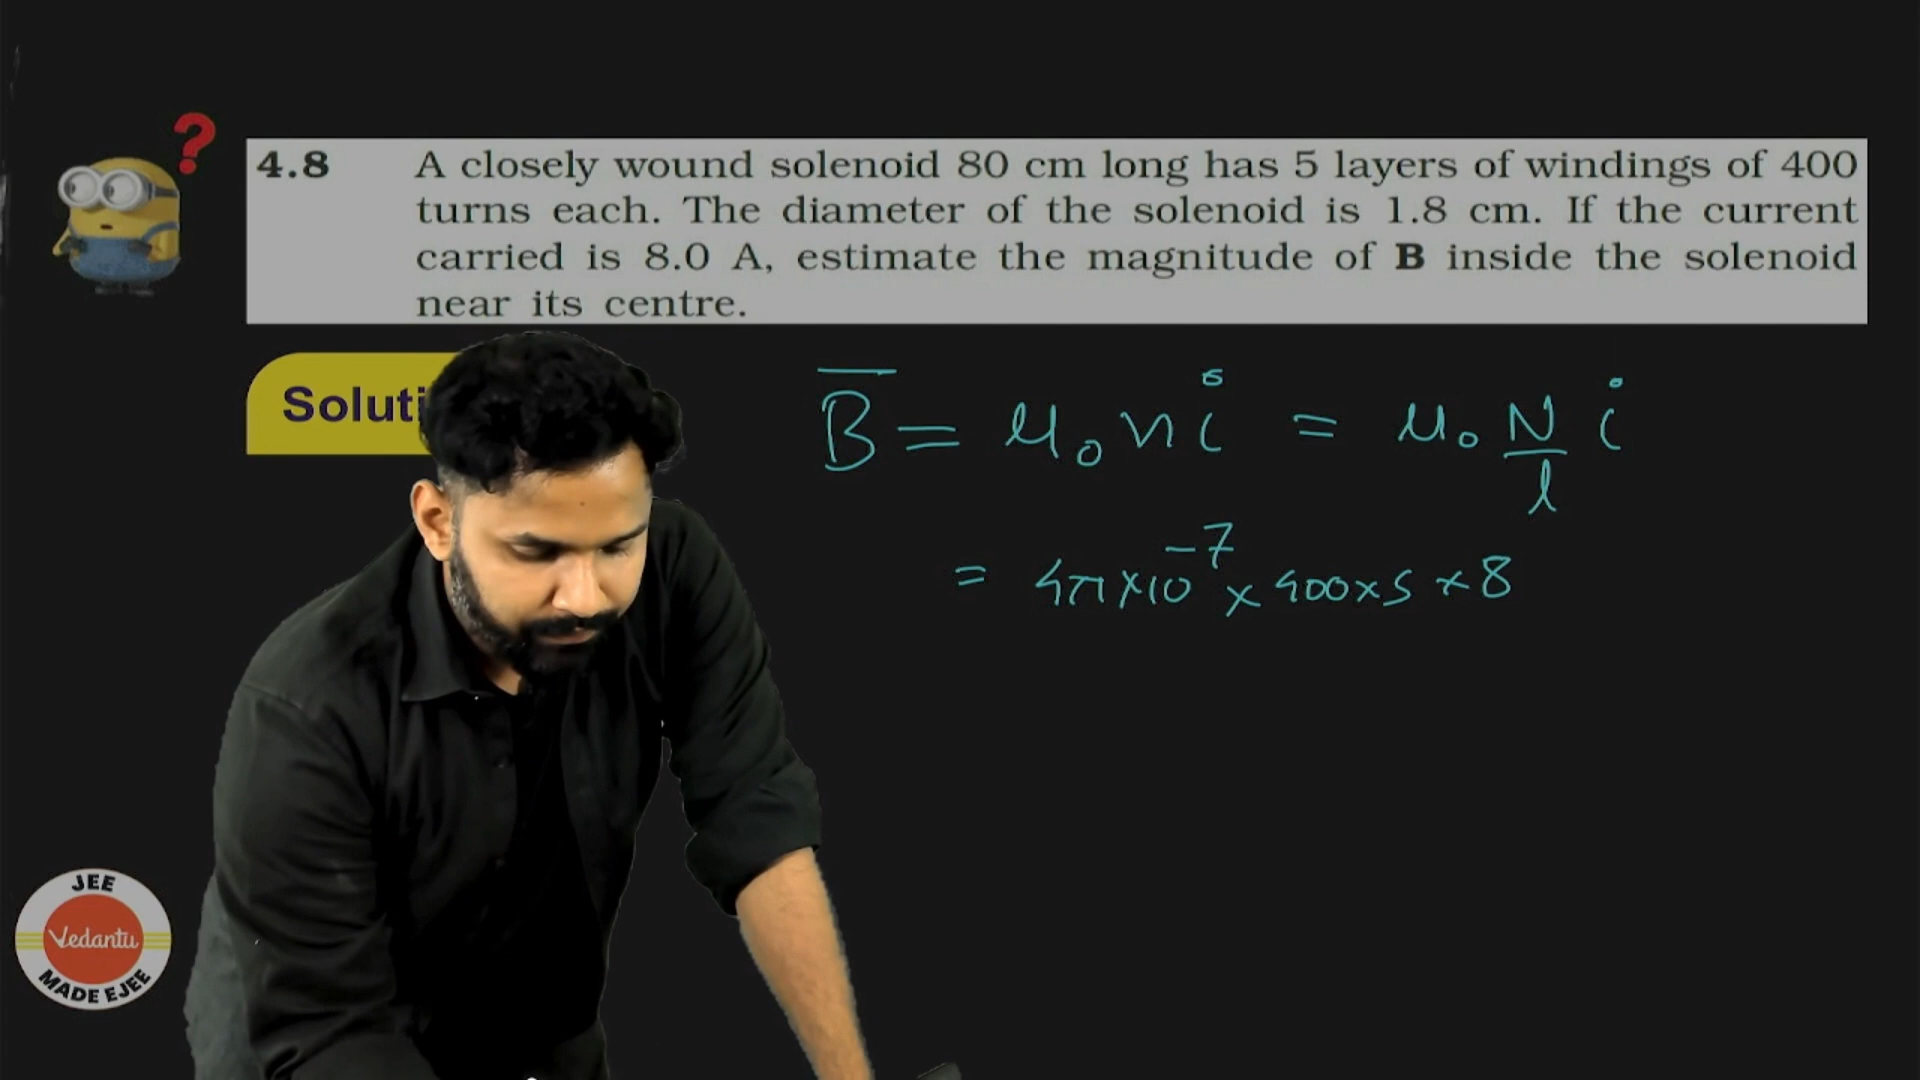 ?
4.8 A closely wound solenoid 80 cm long has 5 layers of windings of 400
turns each. The diameter of the solenoid is 1.8 cm. If the current
carried is 8.0 A, estimate the magnitude of B inside the solenoid
near its centre.
Soluti
B = μ₀ n i = μ₀ N/l i
= 4π×10⁻⁷ × 400×5 × 8
JEE
Vedantu
MADE EJEE